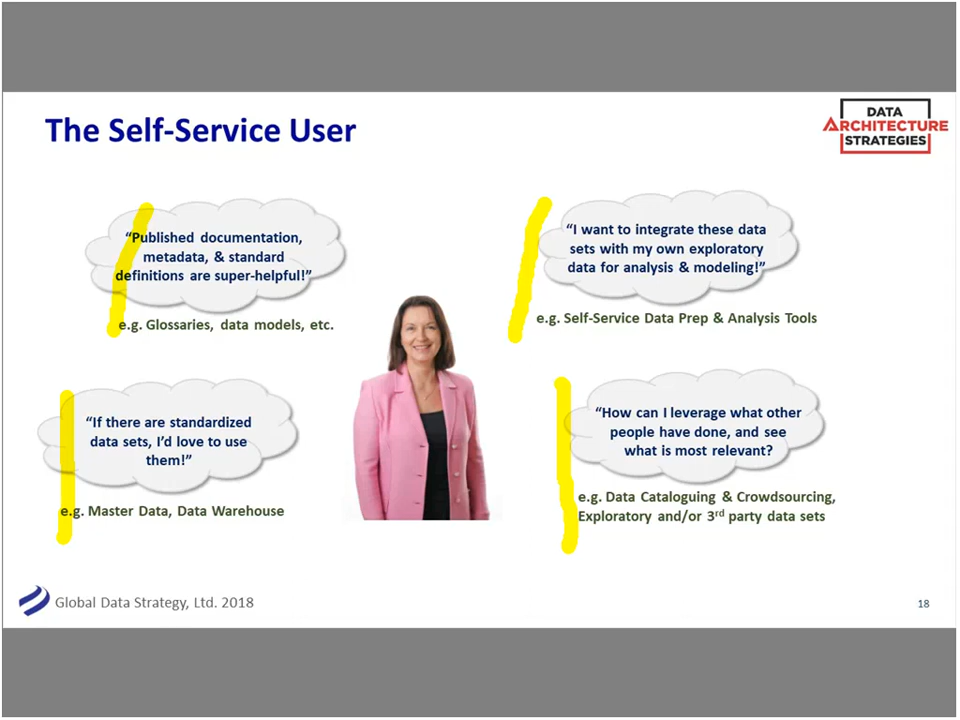 The Self-Service User
DATA
ARCHITECTURE
STRATEGIES
“Published documentation,
metadata, & standard
definitions are super-helpful!”
e.g. Glossaries, data models, etc.
“I want to integrate these data
sets with my own exploratory
data for analysis & modeling!”
e.g. Self-Service Data Prep & Analysis Tools
“If there are standardized
data sets, I’d love to use
them!”
e.g. Master Data, Data Warehouse
“How can I leverage what other
people have done, and see
what is most relevant?
e.g. Data Cataloguing & Crowdsourcing,
Exploratory and/or 3rd party data sets
Global Data Strategy, Ltd. 2018
18